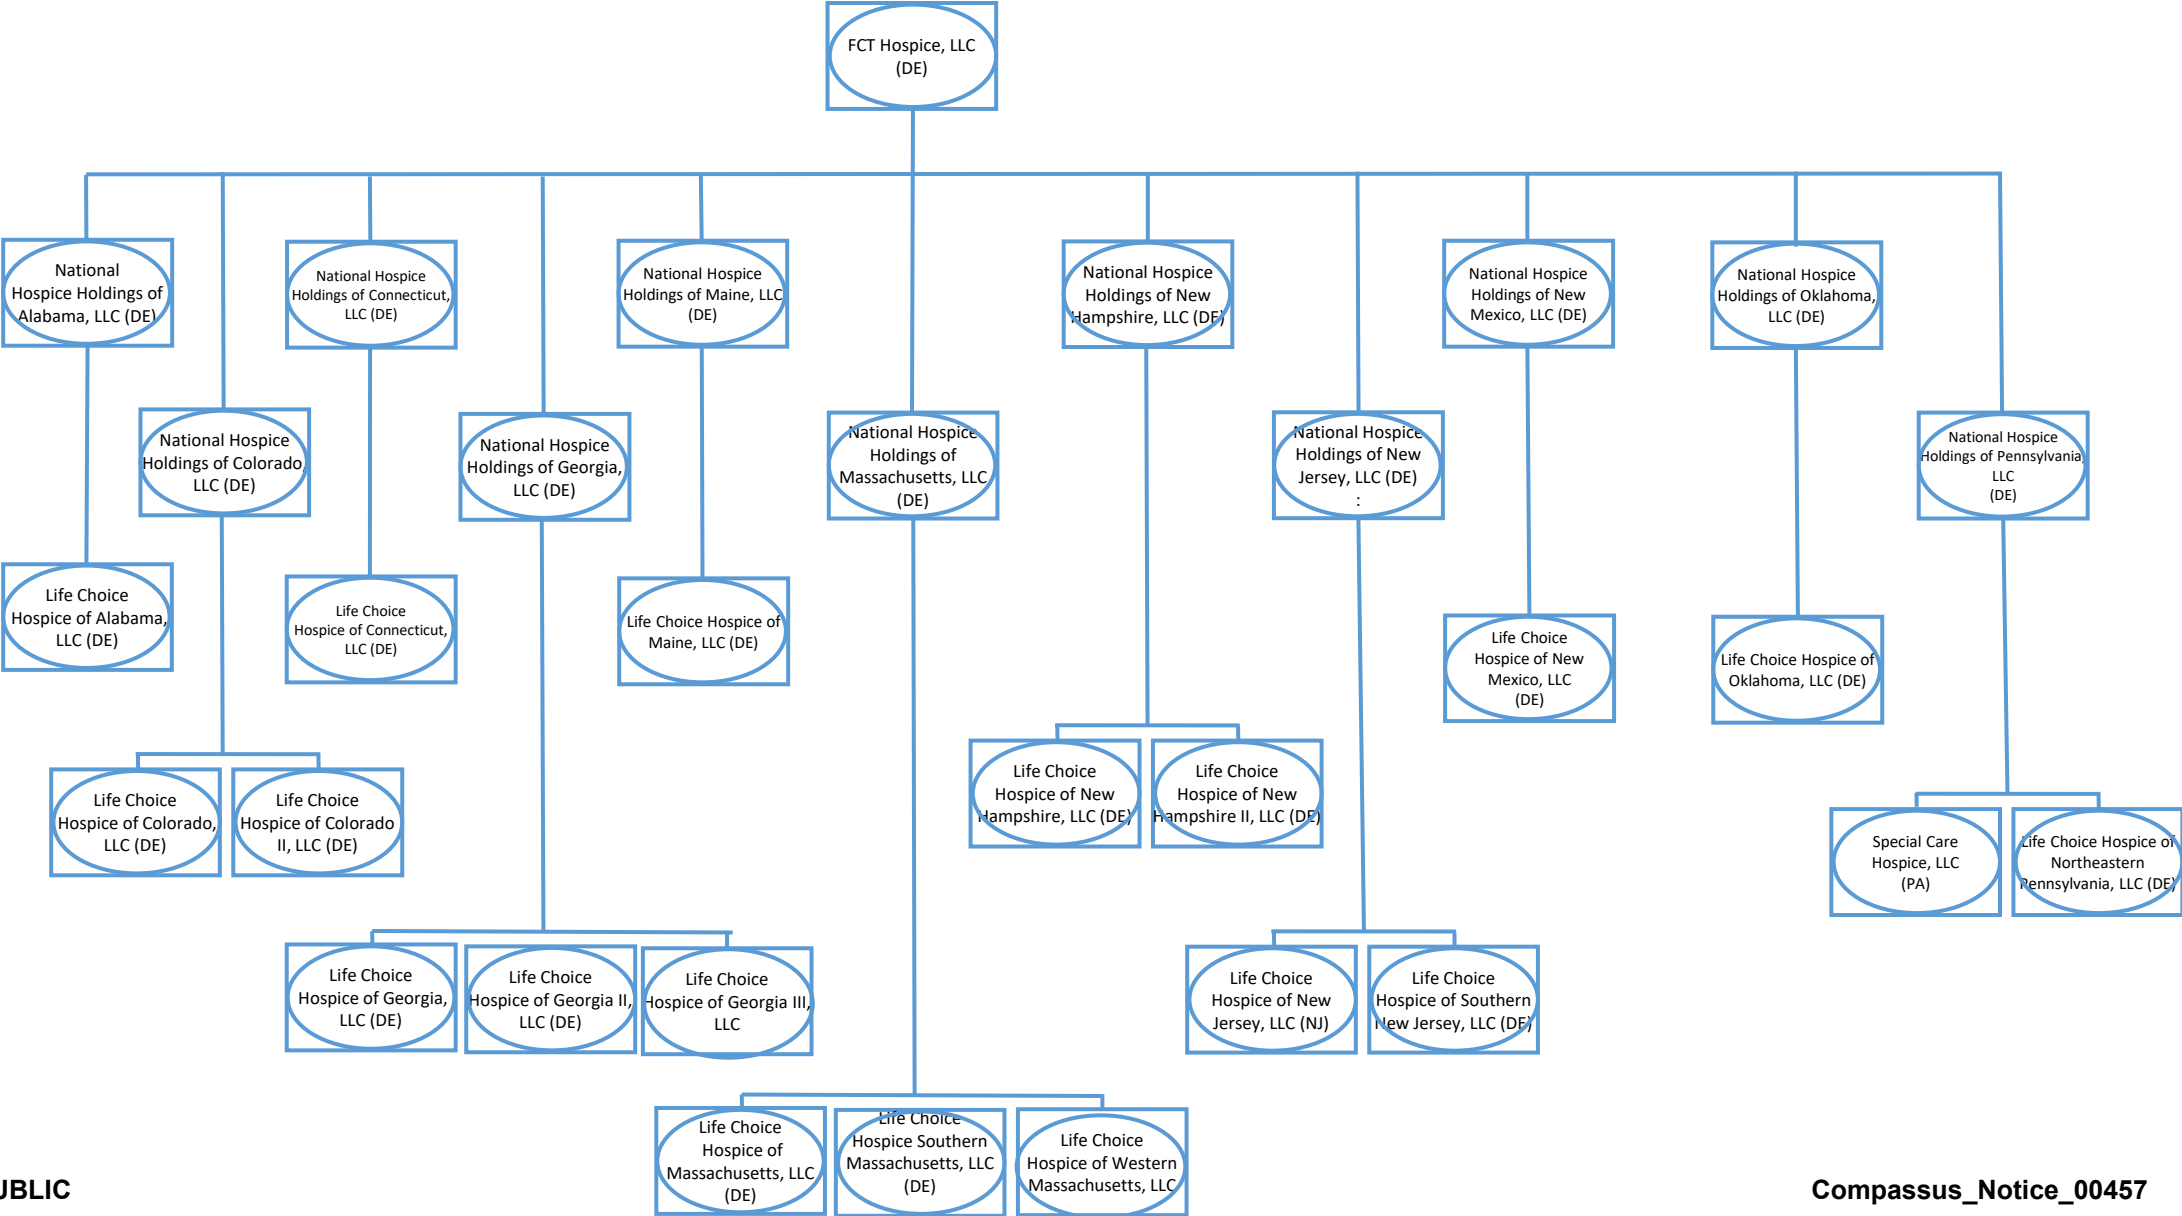 FCT Hospice, LLC
(DE)
National
Hospice Holdings of
Alabama, LLC (DE)
National Hospice
Holdings of Connecticut,
LLC (DE)
National Hospice
Holdings of Maine, LLC
(DE)
National Hospice
Holdings of New
Hampshire, LLC (DE)
National Hospice
Holdings of New
Mexico, LLC (DE)
National Hospice
Holdings of Oklahoma,
LLC (DE)
National Hospice
Holdings of Colorado,
LLC (DE)
National Hospice
Holdings of Georgia,
LLC (DE)
National Hospice
Holdings of
Massachusetts, LLC
(DE)
National Hospice
Holdings of New
Jersey, LLC (DE)
:
National Hospice
Holdings of Pennsylvania,
LLC
(DE)
Life Choice
Hospice of Alabama,
LLC (DE)
Life Choice
Hospice of Connecticut,
LLC (DE)
Life Choice Hospice of
Maine, LLC (DE)
Life Choice
Hospice of New
Mexico, LLC
(DE)
Life Choice Hospice of
Oklahoma, LLC (DE)
Life Choice
Hospice of Colorado,
LLC (DE)
Life Choice
Hospice of Colorado
II, LLC (DE)
Life Choice
Hospice of New
Hampshire, LLC (DE)
Life Choice
Hospice of New
Hampshire II, LLC (DE)
Special Care
Hospice, LLC
(PA)
Life Choice Hospice of
Northeastern
Pennsylvania, LLC (DE)
Life Choice
Hospice of Georgia,
LLC (DE)
Life Choice
Hospice of Georgia II,
LLC (DE)
Life Choice
Hospice of Georgia III,
LLC
Life Choice
Hospice of New
Jersey, LLC (NJ)
Life Choice
Hospice of Southern
New Jersey, LLC (DE)
Life Choice
Hospice of
Massachusetts, LLC
(DE)
Life Choice
Hospice Southern
Massachusetts, LLC
(DE)
Life Choice
Hospice of Western
Massachusetts, LLC
UBLIC
Compassus_Notice_00457